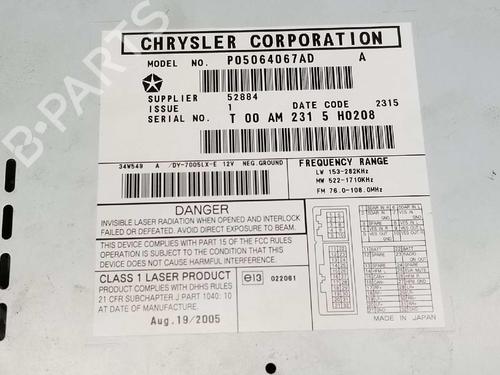 CHRYSLER CORPORATION
MODEL NO. P05064067AD A
SUPPLIER 52884
ISSUE 1 DATE CODE 2315
SERIAL NO. T 00 AM 231 5 H0208
34W549 A /DY-7005LX-E 12V NEG.GROUND
FREQUENCY RANGE
LW 153-282KHz
MW 522-1710KHz
FM 76.0-108.0MHz
DANGER
INVISIBLE LASER RADIATION WHEN OPENED AND INTERLOCK
FAILED OR DEFEATED. AVOID DIRECT EXPOSURE TO BEAM.
THIS DEVICE COMPLIES WITH PART 15 OF THE FCC RULES
OPERATION IS SUBJECT TO THE CONDITION THAT THIS
DEVICE DOES NOT CAUSE HARMFUL INTERFERENCE
CLASS 1 LASER PRODUCT
PRODUCT COMPLIES WITH DHHS RULES
21 CFR SUBCHAPTER J PART 1040: 10
AT DATE OF MANUFACTURE.
Aug.19/2005
e13 022061
MADE IN JAPAN
B-PARTS